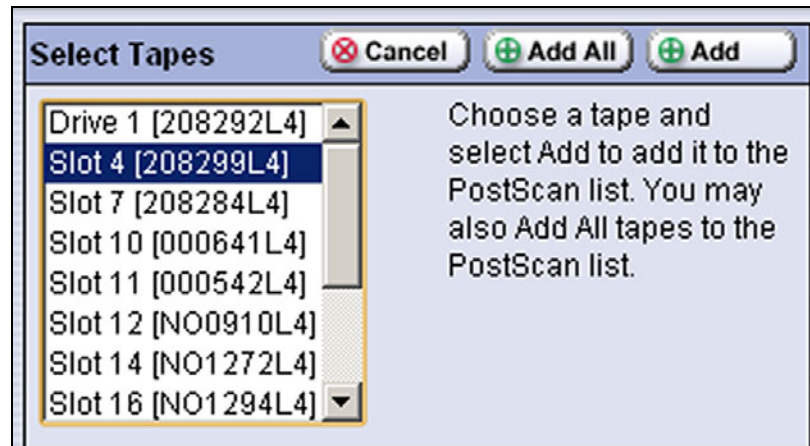 Select Tapes
Cancel
Add All
Add
Drive 1 [208292L4]
Slot 4 [208299L4]
Slot 7 [208284L4]
Slot 10 [000641L4]
Slot 11 [000542L4]
Slot 12 [NO0910L4]
Slot 14 [NO1272L4]
Slot 16 [NO1294L4]
Choose a tape and
select Add to add it to the
PostScan list. You may
also Add All tapes to the
PostScan list.